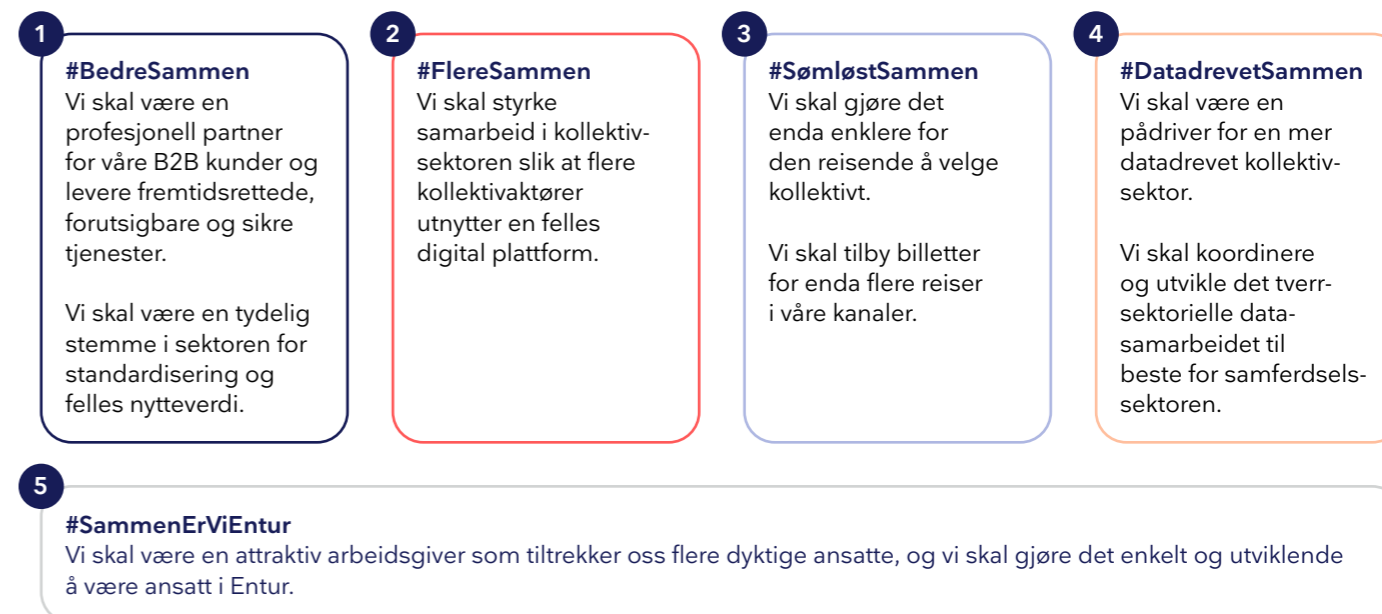 1
#BedreSammen
Vi skal være en
profesjonell partner
for våre B2B kunder og
levere fremtidsrettede,
forutsigbare og sikre
tjenester.
Vi skal være en tydelig
stemme i sektoren for
standardisering og
felles nytteverdi.
2
#FlereSammen
Vi skal styrke
samarbeid i kollektiv-
sektoren slik at flere
kollektivaktører
utnytter en felles
digital plattform.
3
#SømløstSammen
Vi skal gjøre det
enda enklere for
den reisende å velge
kollektivt.
Vi skal tilby billetter
for enda flere reiser
i våre kanaler.
4
#DatadrevetSammen
Vi skal være en
pådriver for en mer
datadrevet kollektiv-
sektor.
Vi skal koordinere
og utvikle det tverr-
sektorielle data-
samarbeidet til
beste for samferdsels-
sektoren.
5
#SammenErViEntur
Vi skal være en attraktiv arbeidsgiver som tiltrekker oss flere dyktige ansatte, og vi skal gjøre det enkelt og utviklende
å være ansatt i Entur.